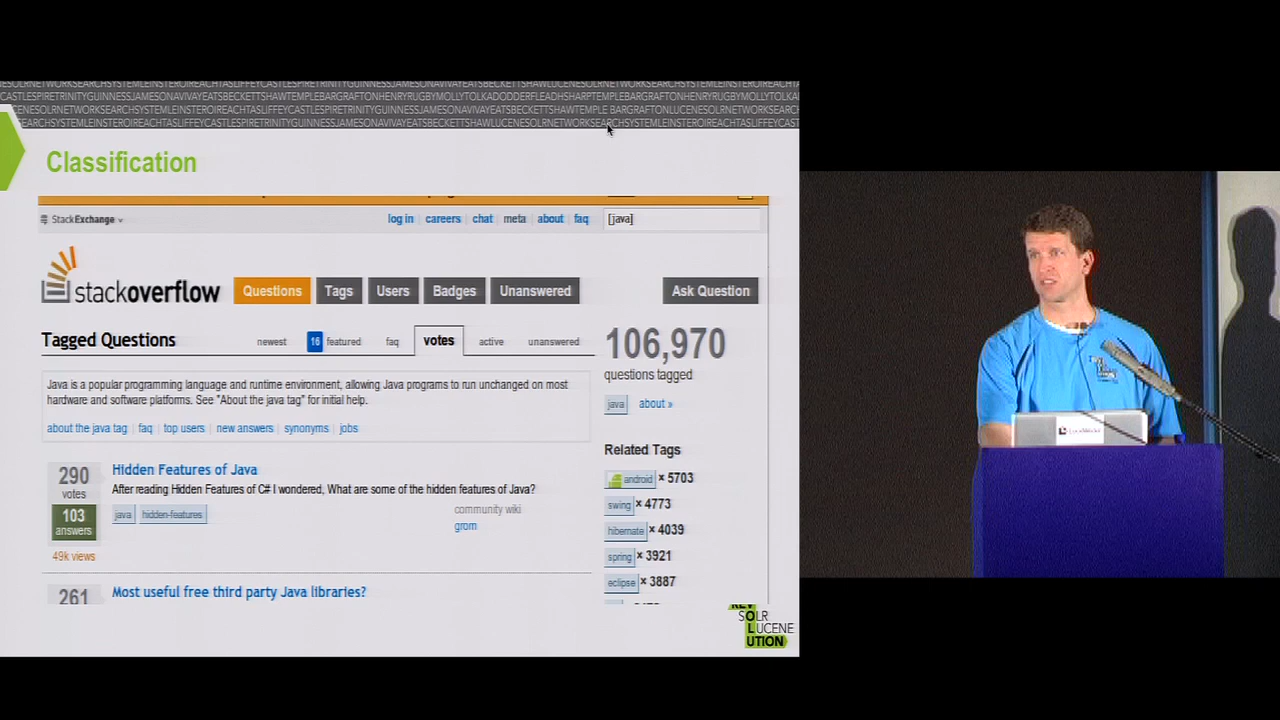 ESOLRNETWORKSEARCHSYSTEMLEINSTEROIREACHTASLIFFEYCASTLESPIRETRINITYGUINNESSJAMESONAVIVAYEATSBECKETTSHAWLUCENESOLRNETWORKSEARCHSYSTEMLEINSTEROIREACHTASLI
CASTLESPIRETRINITYGUINNESSJAMESONAVIVAYEATSBECKETTSHAWTEMPLEBARGRAFTONHENRYRUGBYMOLLYTOLKADODDERFLEADHSHARPTEMPLEBARGRAFTONHENRYRUGBYMOLLYTOLKA
ENESOLRNETWORKSEARCHSYSTEMLEINSTEROIREACHTASLIFFEYCASTLESPIRETRINITYGUINNESSJAMESONAVIVAYEATSBECKETTSHAWTEMPLE BARGRAFTONLUCENESOLRNETWORKSEARCHS
SEARCHSYSTEMLEINSTEROIREACHTASLIFFEYCASTLESPIRETRINITYGUINNESSJAMESONAVIVAYEATSBECKETTSHAWLUCENESOLRNETWORKSEARCHSYSTEMLEINSTEROIREACHTASLIFFEYCAST
Classification
StackExchange
log in careers chat meta about faq [java]
stackoverflow
Questions Tags Users Badges Unanswered Ask Question
Tagged Questions newest 16 featured faq votes active unanswered
106,970
questions tagged
java about »
Java is a popular programming language and runtime environment, allowing Java programs to run unchanged on most
hardware and software platforms. See "About the java tag" for initial help.
about the java tag | faq | top users | new answers | synonyms | jobs
Related Tags
android × 5703
swing × 4773
hibernate × 4039
spring × 3921
eclipse × 3887
290
votes
103
answers
49k views
Hidden Features of Java
After reading Hidden Features of C# I wondered, What are some of the hidden features of Java?
java hidden-features
community wiki
grom
261
Most useful free third party Java libraries?
REV
SOLR
LUCENE
UTION